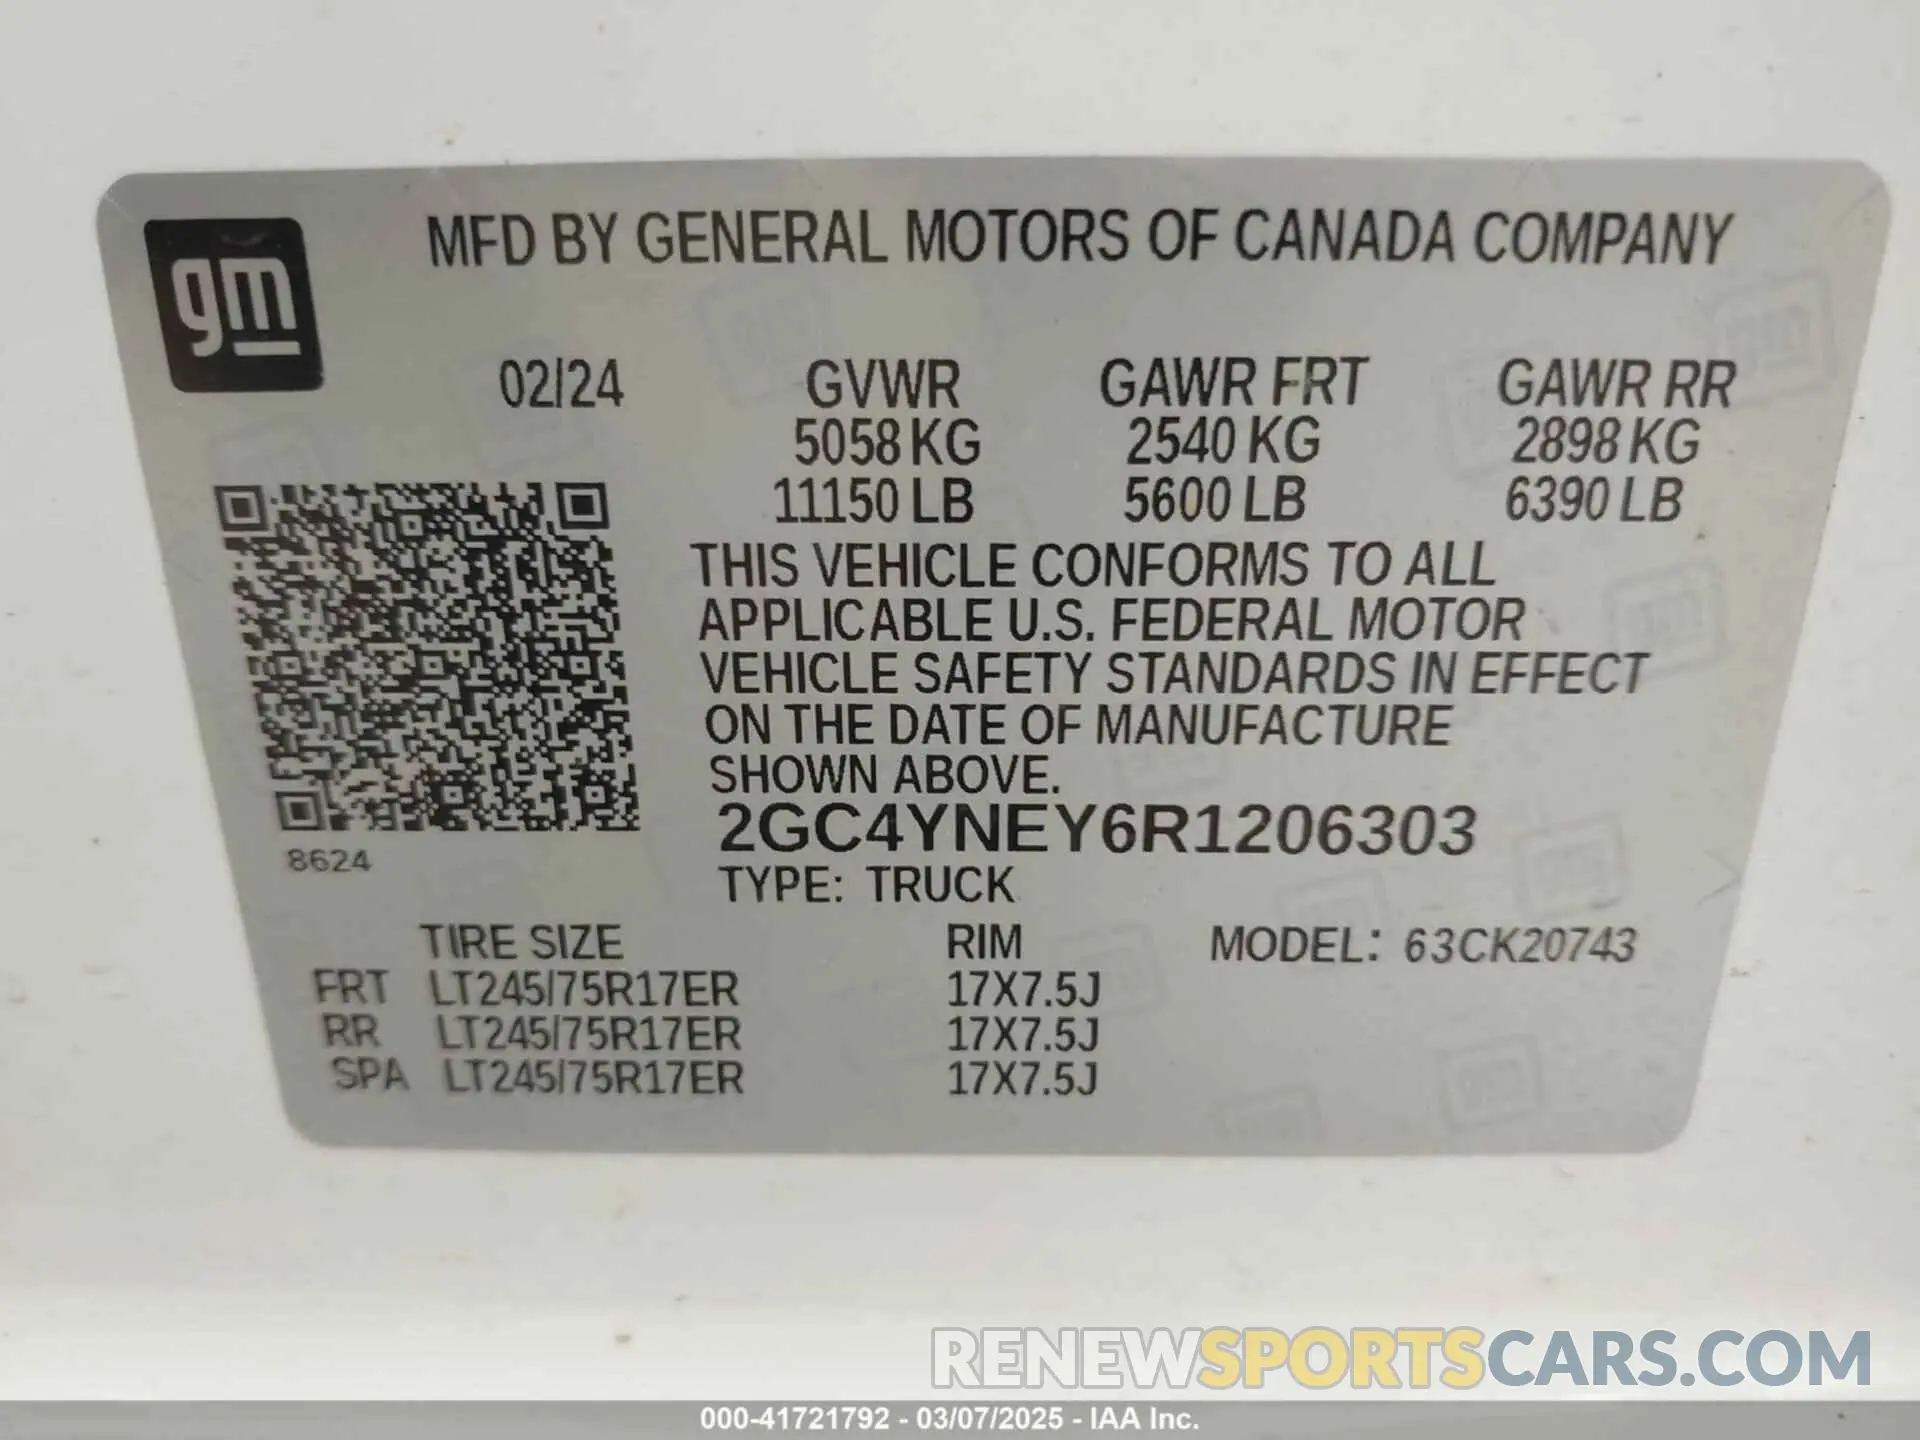 gm
MFD BY GENERAL MOTORS OF CANADA COMPANY
02/24 GVWR GAWR FRT GAWR RR
5058 KG 2540 KG 2898 KG
11150 LB 5600 LB 6390 LB
THIS VEHICLE CONFORMS TO ALL
APPLICABLE U.S. FEDERAL MOTOR
VEHICLE SAFETY STANDARDS IN EFFECT
ON THE DATE OF MANUFACTURE
SHOWN ABOVE.
2GC4YNEY6R1206303
8624
TYPE: TRUCK
TIRE SIZE RIM MODEL: 63CK20743
FRT LT245/75R17ER 17X7.5J
RR LT245/75R17ER 17X7.5J
SPA LT245/75R17ER 17X7.5J
RENEWSPORTSCARS.COM
000-41721792 - 03/07/2025 - IAA Inc.